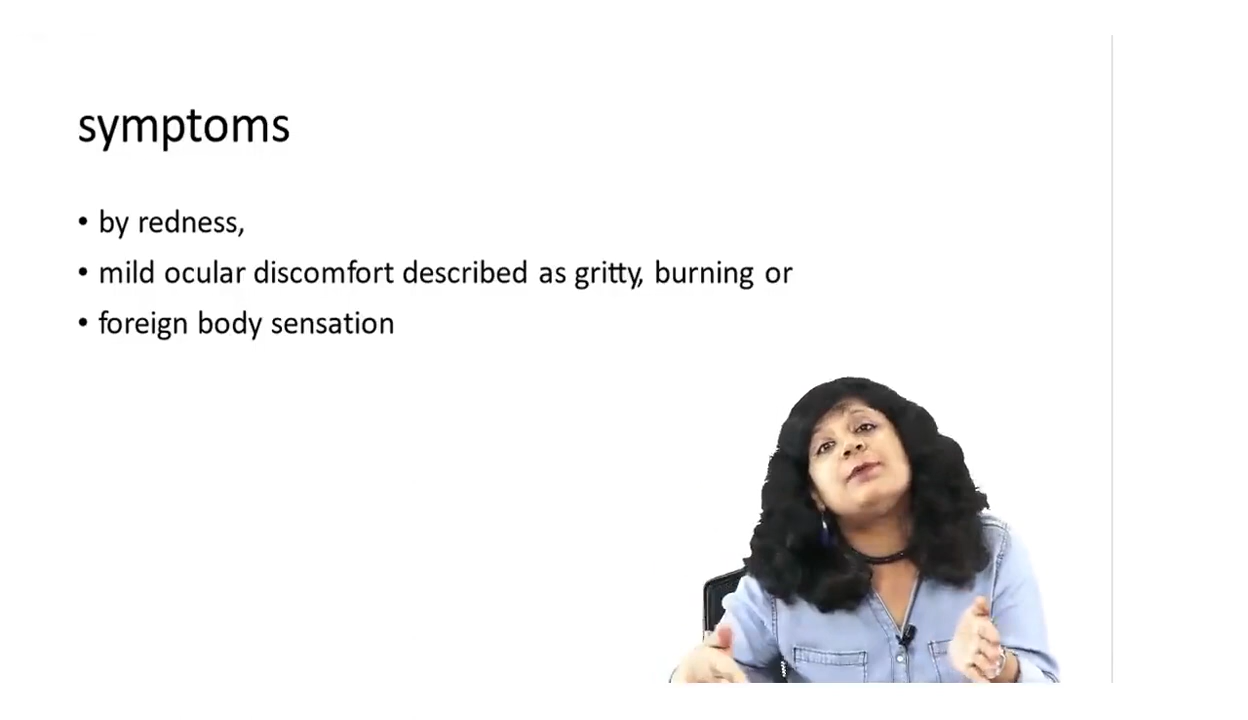 symptoms
• by redness,
• mild ocular discomfort described as gritty, burning or
• foreign body sensation